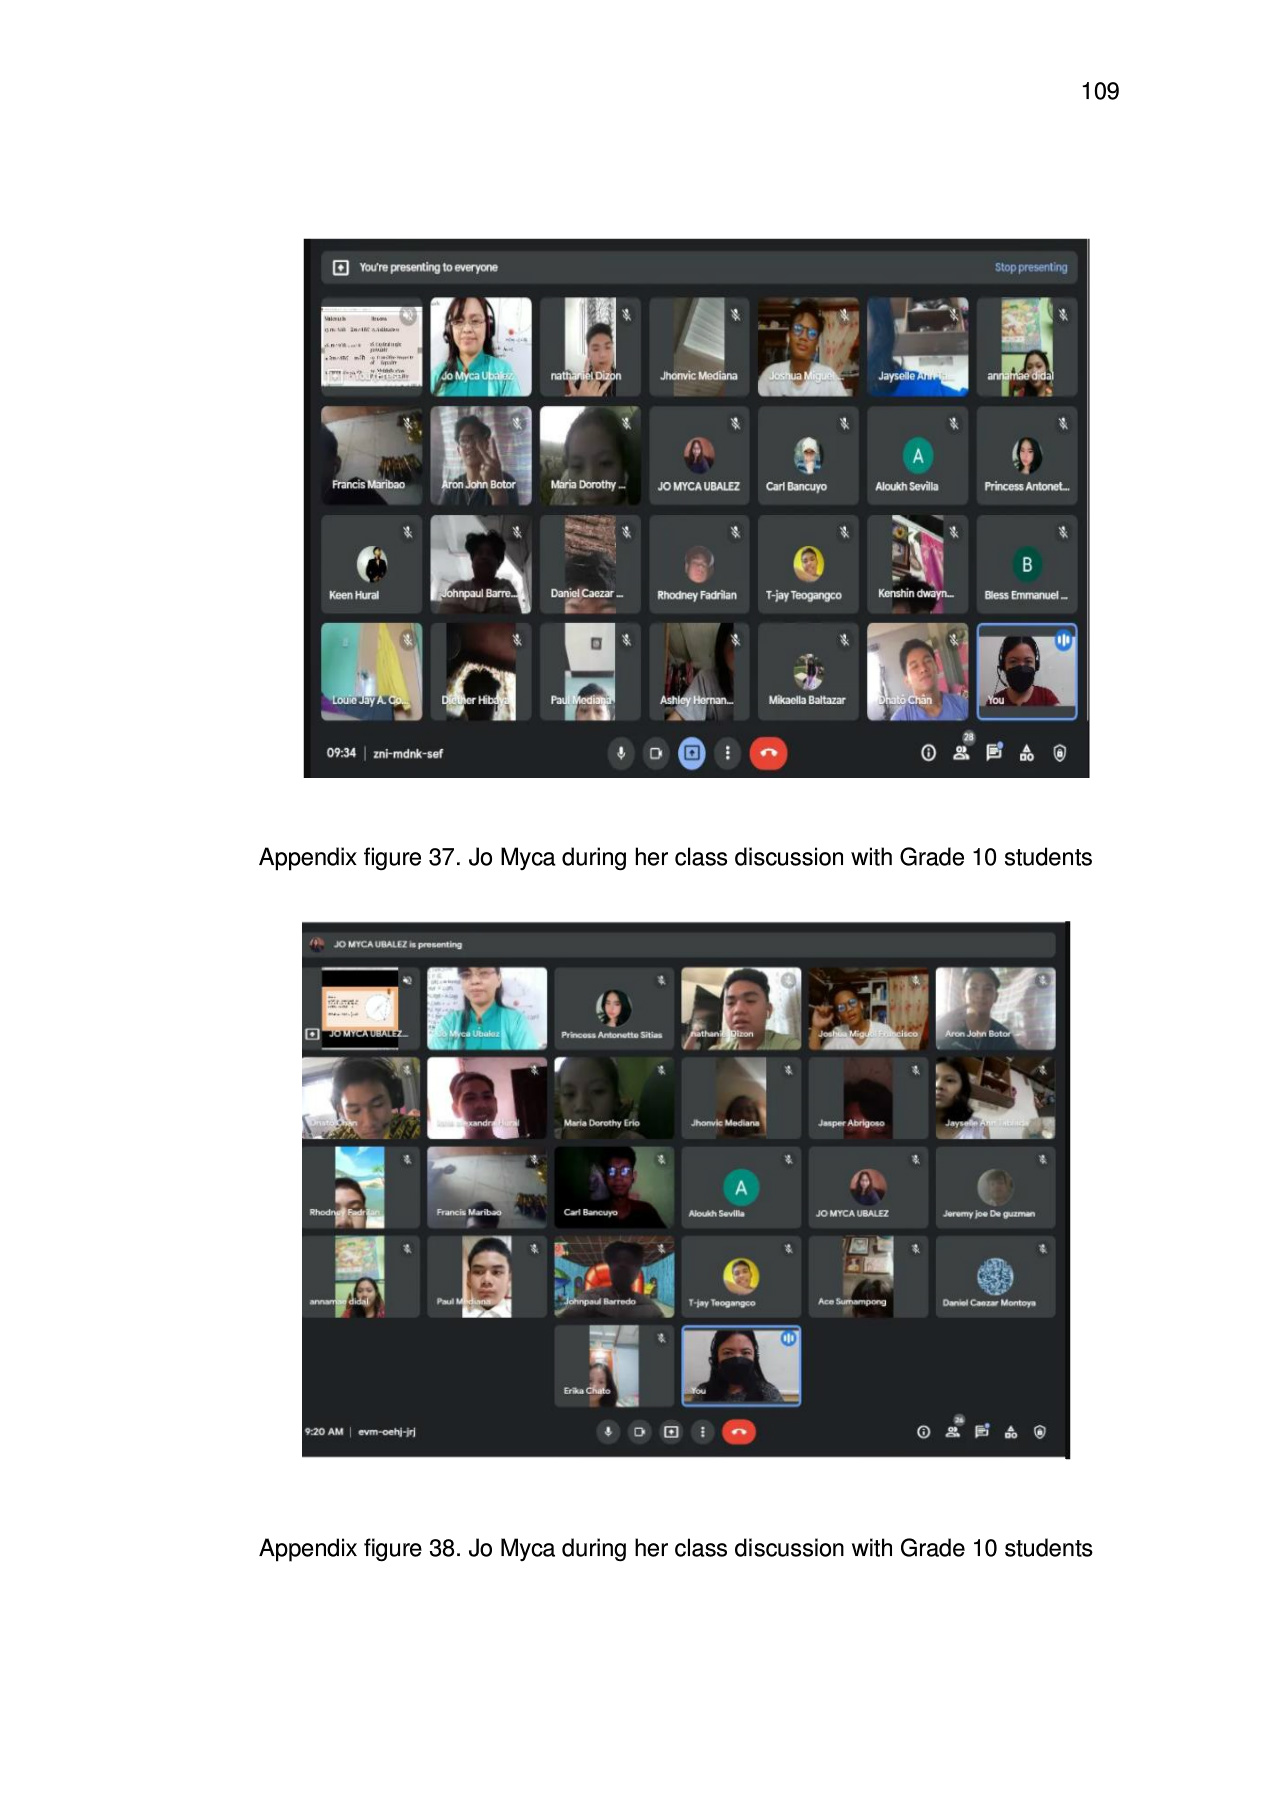 109
You're presenting to everyone
Stop presenting
Jo Myca Ubalez
nathaniel Dizon
Jhonvic Mediana
Joshua Miguel...
Jayselle Ann
annamae didal
Francis Maribao
Aron John Botor
Maria Dorothy ...
JO MYCA UBALEZ
Carl Bancuyo
A
Aloukh Sevilla
Princess Antonet...
Keen Hural
Johnpaul Barre...
Daniel Caezar ...
Rhodney Fadrilan
T-jay Teogangco
Kenshin dwayn...
B
Bless Emmanuel ...
Louie Jay A. Co...
Diether Hibaya
Paul Mediana
Ashley Hernan...
Mikaella Baltazar
Dnato Chan
You
09:34 | zni-mdnk-sef
28
Appendix figure 37. Jo Myca during her class discussion with Grade 10 students
JO MYCA UBALEZ is presenting
JO MYCA UBALEZ...
Jo Myca Ubalez
Princess Antonette Sitias
nathaniel Dizon
Joshua Miguel Francisco
Aron John Botor
Dnato Chan
Hural
Maria Dorothy Erio
Jhonvic Mediana
Jasper Abrigoso
Jayselle Ann
Rhodney Fadrilan
Francis Maribao
Carl Bancuyo
A
Aloukh Sevilla
JO MYCA UBALEZ
Jeremy joe De guzman
annamae didal
Paul Mediana
Johnpaul Barredo
T-jay Teogangco
Ace Sumampong
Daniel Caezar Montoya
Erika Chato
You
9:20 AM | evm-oehj-jrj
26
Appendix figure 38. Jo Myca during her class discussion with Grade 10 students